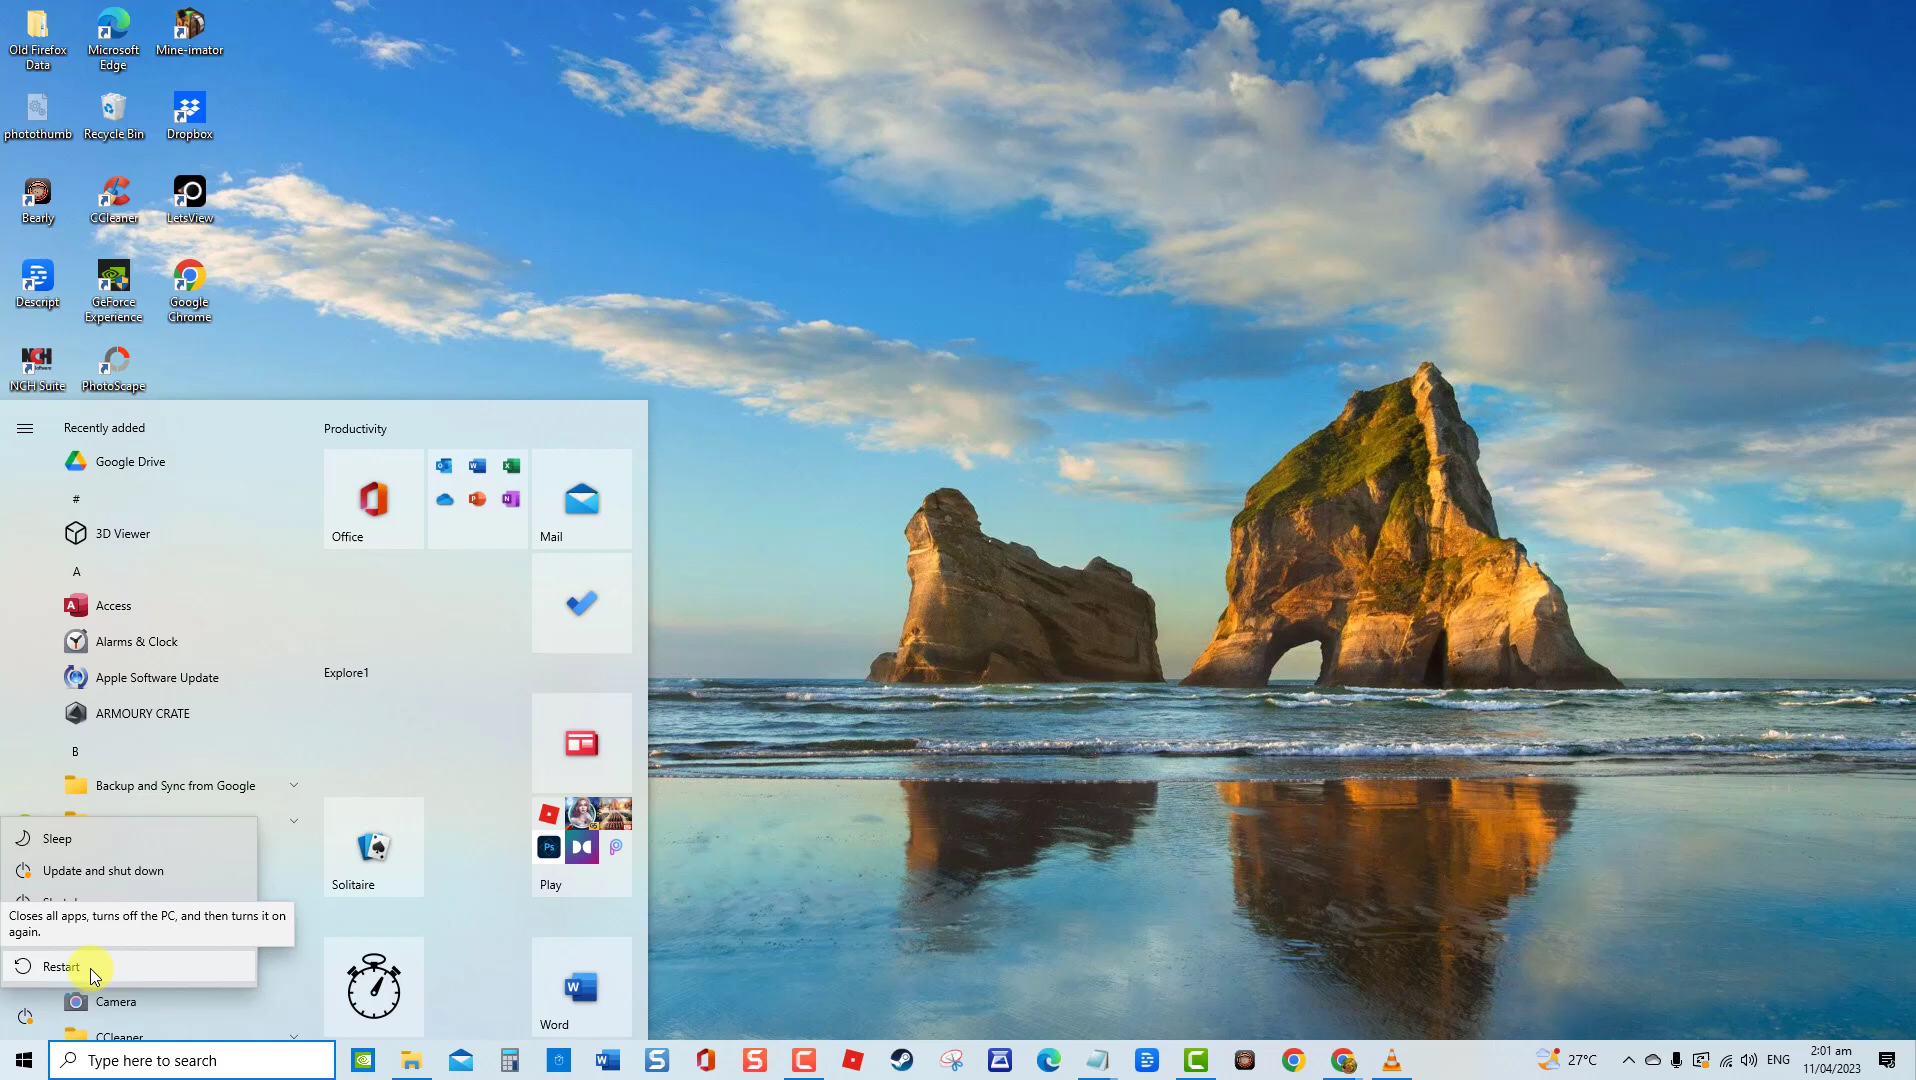 Old Firefox
Data
Microsoft
Edge
Mine-imator
photothumb
Recycle Bin
Dropbox
Bearly
CCleaner
LetsView
Descript
GeForce
Experience
Google
Chrome
NCH Suite
PhotoScape
Recently added
Google Drive
#
3D Viewer
A
Access
Alarms & Clock
Apple Software Update
ARMOURY CRATE
B
Backup and Sync from Google
Sleep
Update and shut down
Closes all apps, turns off the PC, and then turns it on
again.
Restart
Camera
CCleaner
Productivity
Office
Mail
Explore1
Solitaire
Play
Word
Type here to search
27°C
ENG
2:01 am
11/04/2023